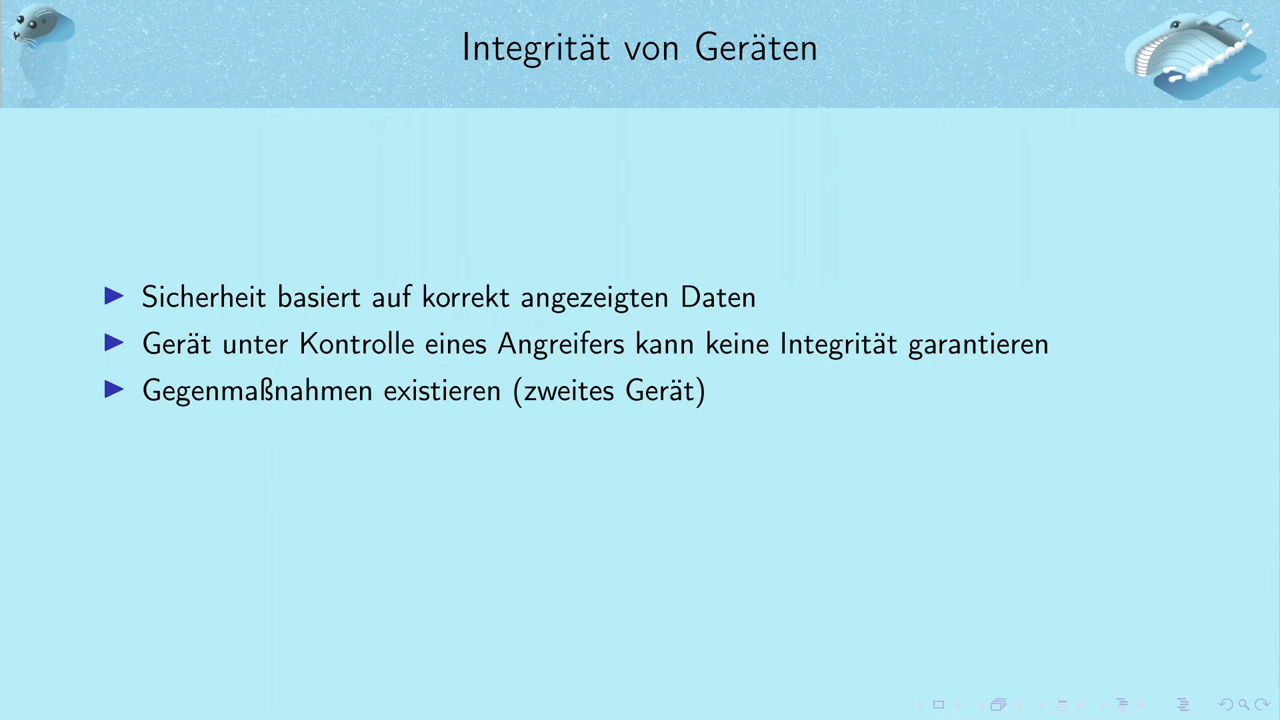 Integrität von Geräten
Sicherheit basiert auf korrekt angezeigten Daten
Gerät unter Kontrolle eines Angreifers kann keine Integrität garantieren
Gegenmaßnahmen existieren (zweites Gerät)